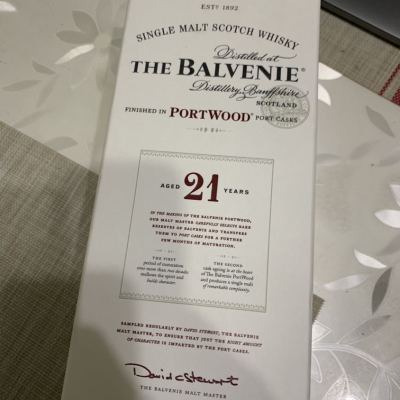 ESTD 1892
SINGLE MALT SCOTCH WHISKY
Distilled at
THE BALVENIE®
Distillery, Banffshire
SCOTLAND
FINISHED IN PORTWOOD® PORT CASKS
AGED 21 YEARS
IN THE MAKING OF THE BALVENIE PORTWOOD,
OUR MALT MASTER CAREFULLY SELECTS RARE
RESERVES OF BALVENIE AND TRANSFERS
THEM TO PORT CASKS FOR A FURTHER
FEW MONTHS OF MATURATION.
THE FIRST
period of maturation
over more than two decades
mellows the spirit and
builds character.
THE SECOND
cask ageing is at the heart
of The Balvenie PortWood
and produces a single malt
of remarkable complexity.
SAMPLED REGULARLY BY DAVID STEWART, THE BALVENIE
MALT MASTER, TO ENSURE THAT JUST THE RIGHT AMOUNT
OF CHARACTER IS IMPARTED BY THE PORT CASKS.
David C Stewart
THE BALVENIE MALT MASTER